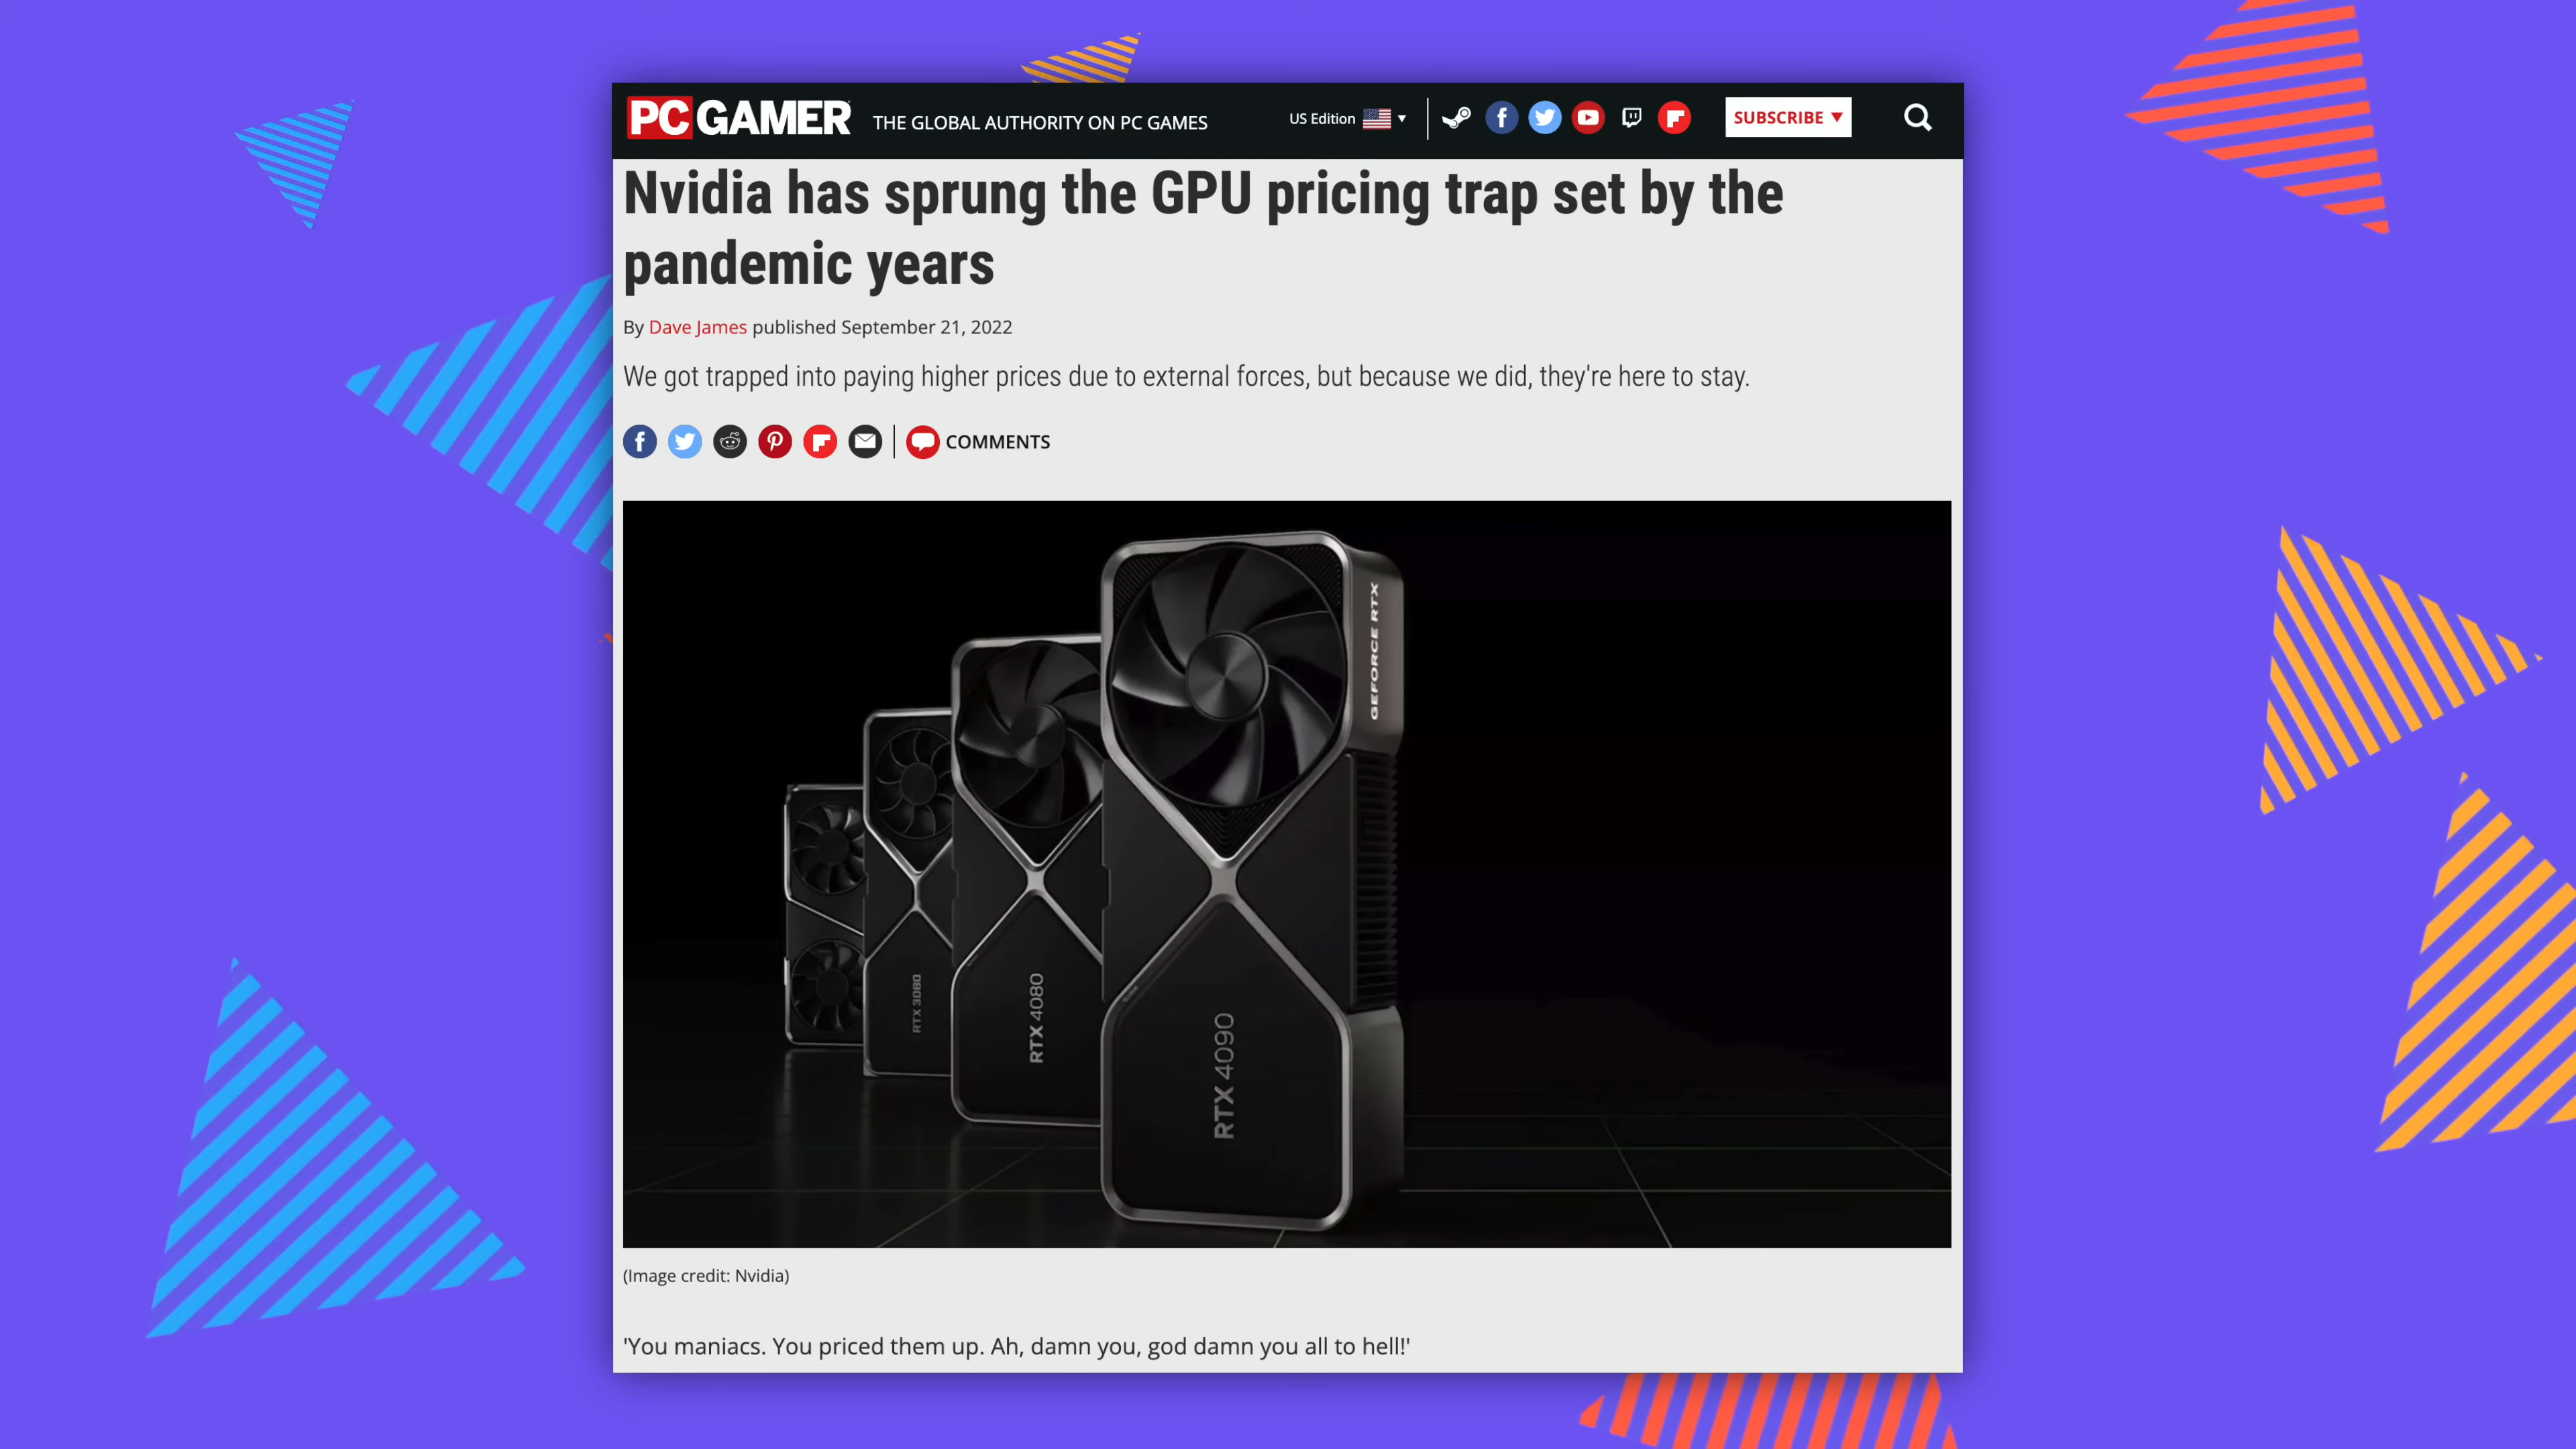 PC GAMER THE GLOBAL AUTHORITY ON PC GAMES US Edition SUBSCRIBE
Nvidia has sprung the GPU pricing trap set by the
pandemic years
By Dave James published September 21, 2022
We got trapped into paying higher prices due to external forces, but because we did, they're here to stay.
COMMENTS
GEFORCE RTX
RTX 3080
RTX 4080
RTX 4090
(Image credit: Nvidia)
'You maniacs. You priced them up. Ah, damn you, god damn you all to hell!'